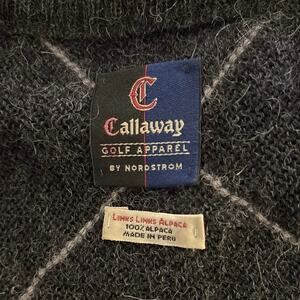 C
Callaway
GOLF APPAREL
BY NORDSTROM
LINKS LINKS ALPACA
100% ALPACA
MADE IN PERU